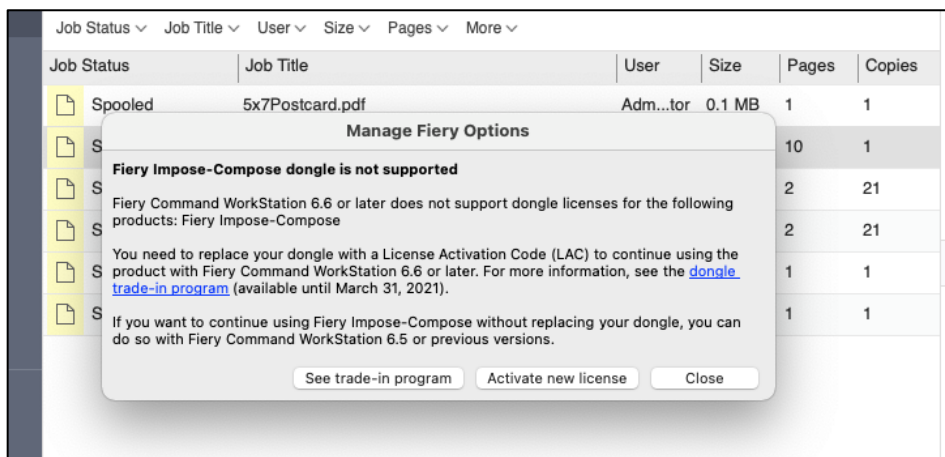 Job Status Job Title User Size Pages More
Job Status Job Title User Size Pages Copies
Spooled 5x7Postcard.pdf Adm...tor 0.1 MB 1 1
Manage Fiery Options
S 10 1
Fiery Impose-Compose dongle is not supported
S 2 21
Fiery Command WorkStation 6.6 or later does not support dongle licenses for the following
products: Fiery Impose-Compose
S 2 21
You need to replace your dongle with a License Activation Code (LAC) to continue using the
S product with Fiery Command WorkStation 6.6 or later. For more information, see the dongle 1 1
trade-in program (available until March 31, 2021).
S 1 1
If you want to continue using Fiery Impose-Compose without replacing your dongle, you can
do so with Fiery Command WorkStation 6.5 or previous versions.
See trade-in program Activate new license Close